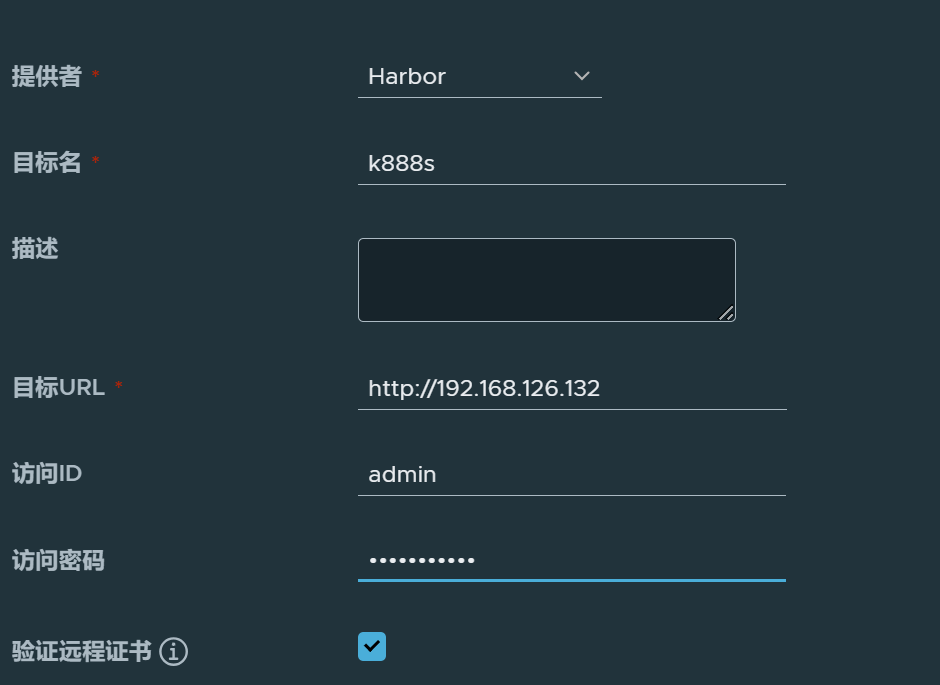 提供者 * Harbor
目标名 * k888s
描述
目标URL * http://192.168.126.132
访问ID admin
访问密码 •••••••••••
验证远程证书